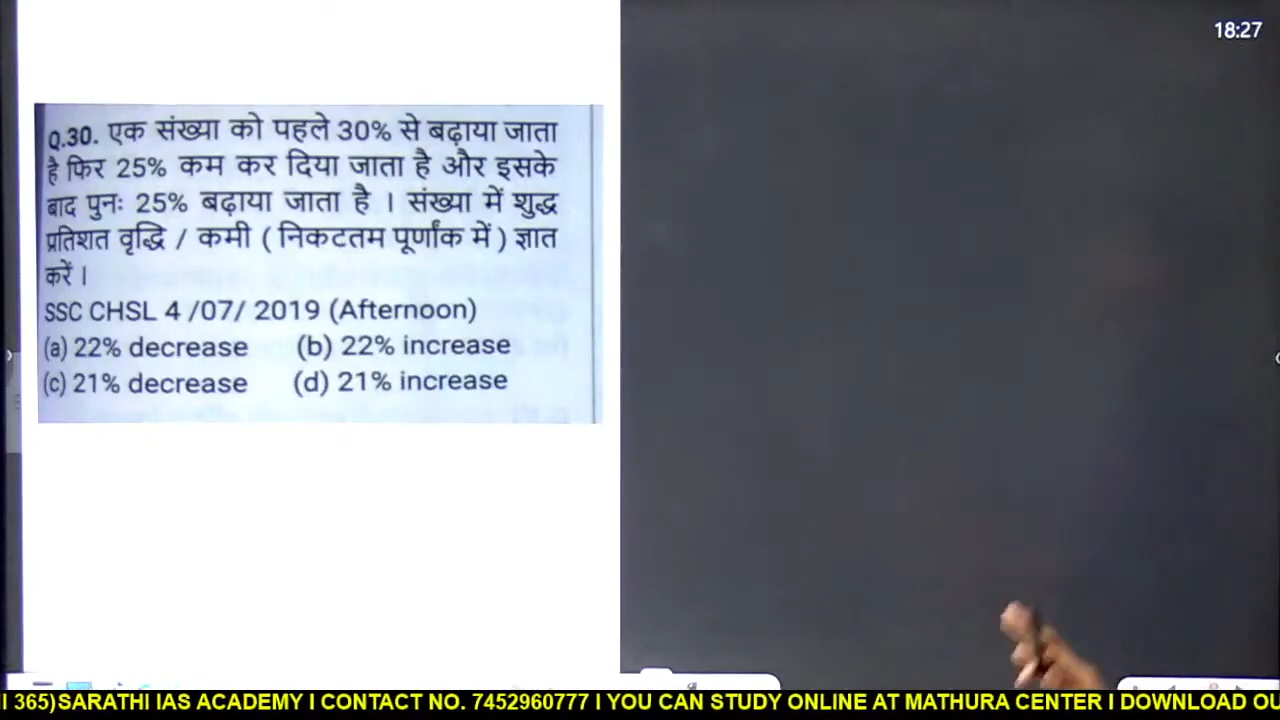 18:27
Q.30. एक संख्या को पहले 30% से बढ़ाया जाता
है फिर 25% कम कर दिया जाता है और इसके
बाद पुनः 25% बढ़ाया जाता है । संख्या में शुद्ध
प्रतिशत वृद्धि / कमी ( निकटतम पूर्णांक में ) ज्ञात
करें ।
SSC CHSL 4 /07/ 2019 (Afternoon)
(a) 22% decrease (b) 22% increase
(c) 21% decrease (d) 21% increase
365)SARATHI IAS ACADEMY I CONTACT NO. 7452960777 I YOU CAN STUDY ONLINE AT MATHURA CENTER I DOWNLOAD